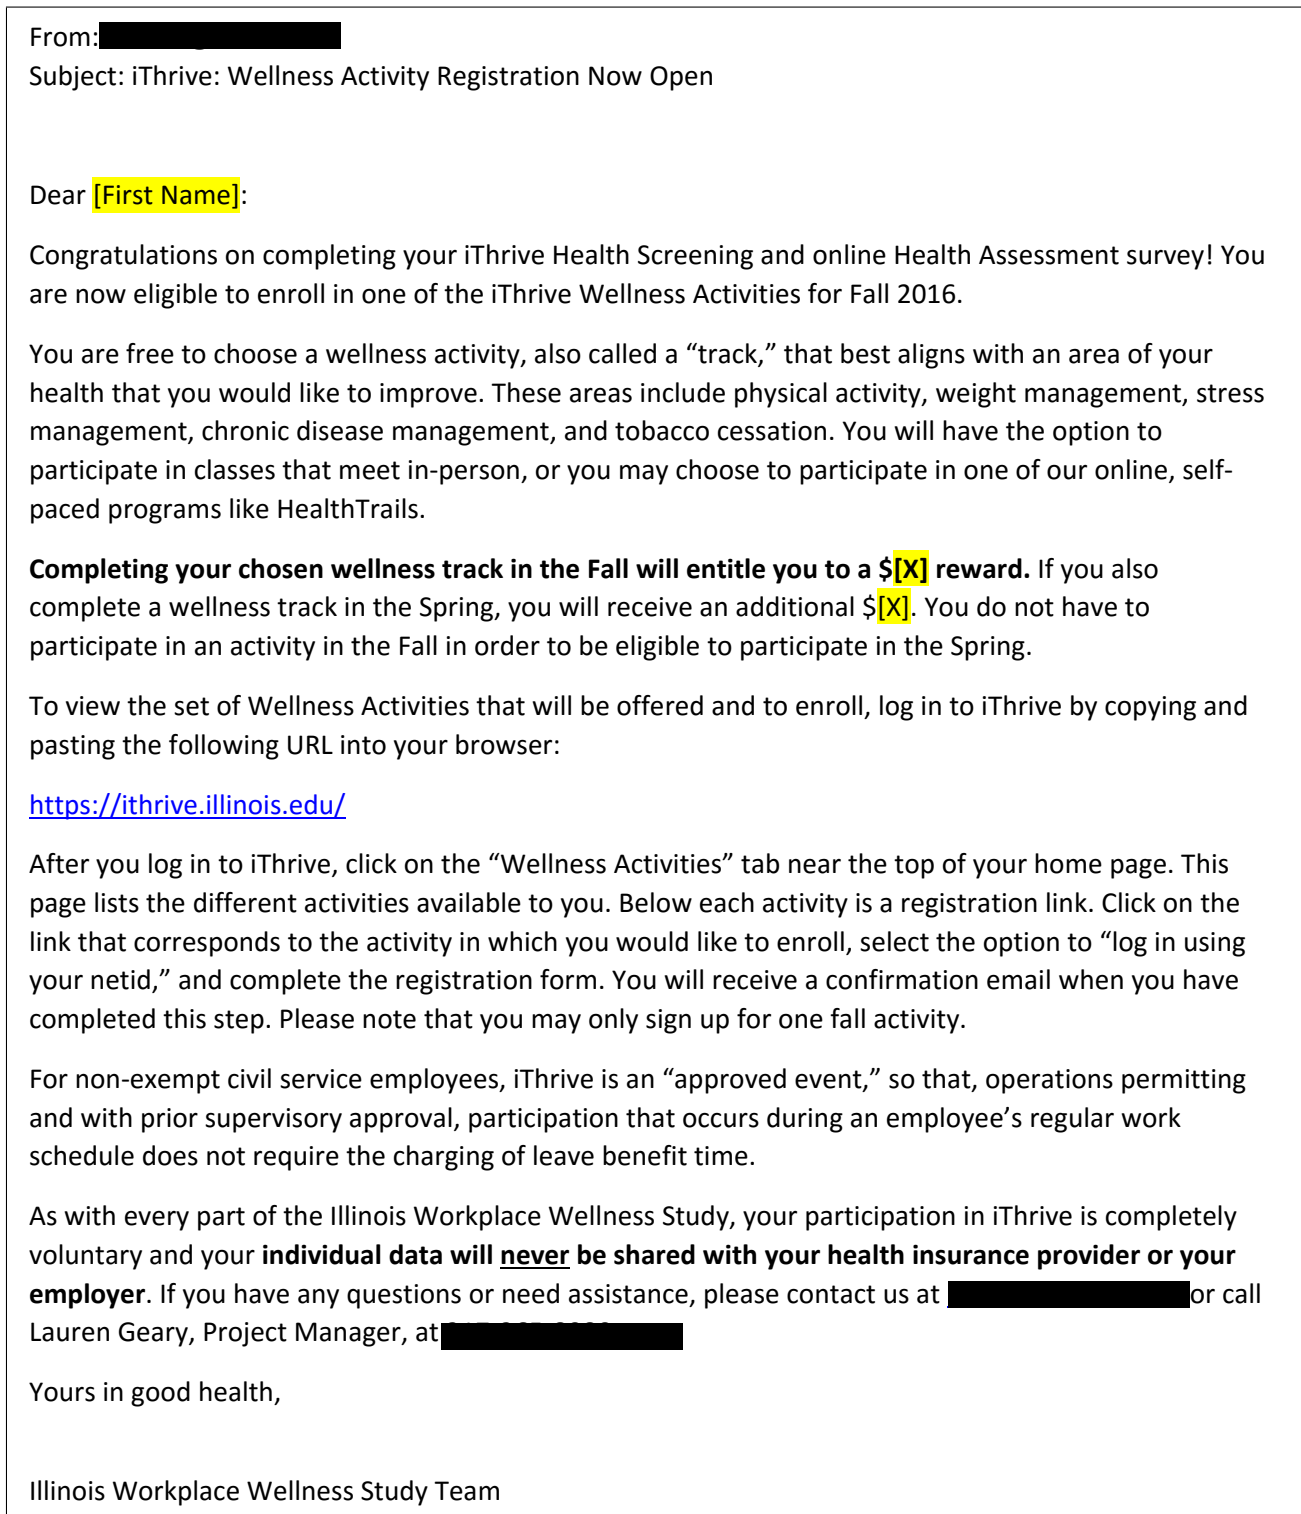 From:
Subject: iThrive: Wellness Activity Registration Now Open
Dear [First Name]:
Congratulations on completing your iThrive Health Screening and online Health Assessment survey! You
are now eligible to enroll in one of the iThrive Wellness Activities for Fall 2016.
You are free to choose a wellness activity, also called a “track,” that best aligns with an area of your
health that you would like to improve. These areas include physical activity, weight management, stress
management, chronic disease management, and tobacco cessation. You will have the option to
participate in classes that meet in-person, or you may choose to participate in one of our online, self-
paced programs like HealthTrails.
Completing your chosen wellness track in the Fall will entitle you to a $[X] reward. If you also
complete a wellness track in the Spring, you will receive an additional $[X]. You do not have to
participate in an activity in the Fall in order to be eligible to participate in the Spring.
To view the set of Wellness Activities that will be offered and to enroll, log in to iThrive by copying and
pasting the following URL into your browser:
https://ithrive.illinois.edu/
After you log in to iThrive, click on the “Wellness Activities” tab near the top of your home page. This
page lists the different activities available to you. Below each activity is a registration link. Click on the
link that corresponds to the activity in which you would like to enroll, select the option to “log in using
your netid,” and complete the registration form. You will receive a confirmation email when you have
completed this step. Please note that you may only sign up for one fall activity.
For non-exempt civil service employees, iThrive is an “approved event,” so that, operations permitting
and with prior supervisory approval, participation that occurs during an employee’s regular work
schedule does not require the charging of leave benefit time.
As with every part of the Illinois Workplace Wellness Study, your participation in iThrive is completely
voluntary and your individual data will never be shared with your health insurance provider or your
employer. If you have any questions or need assistance, please contact us at or call
Lauren Geary, Project Manager, at
Yours in good health,
Illinois Workplace Wellness Study Team